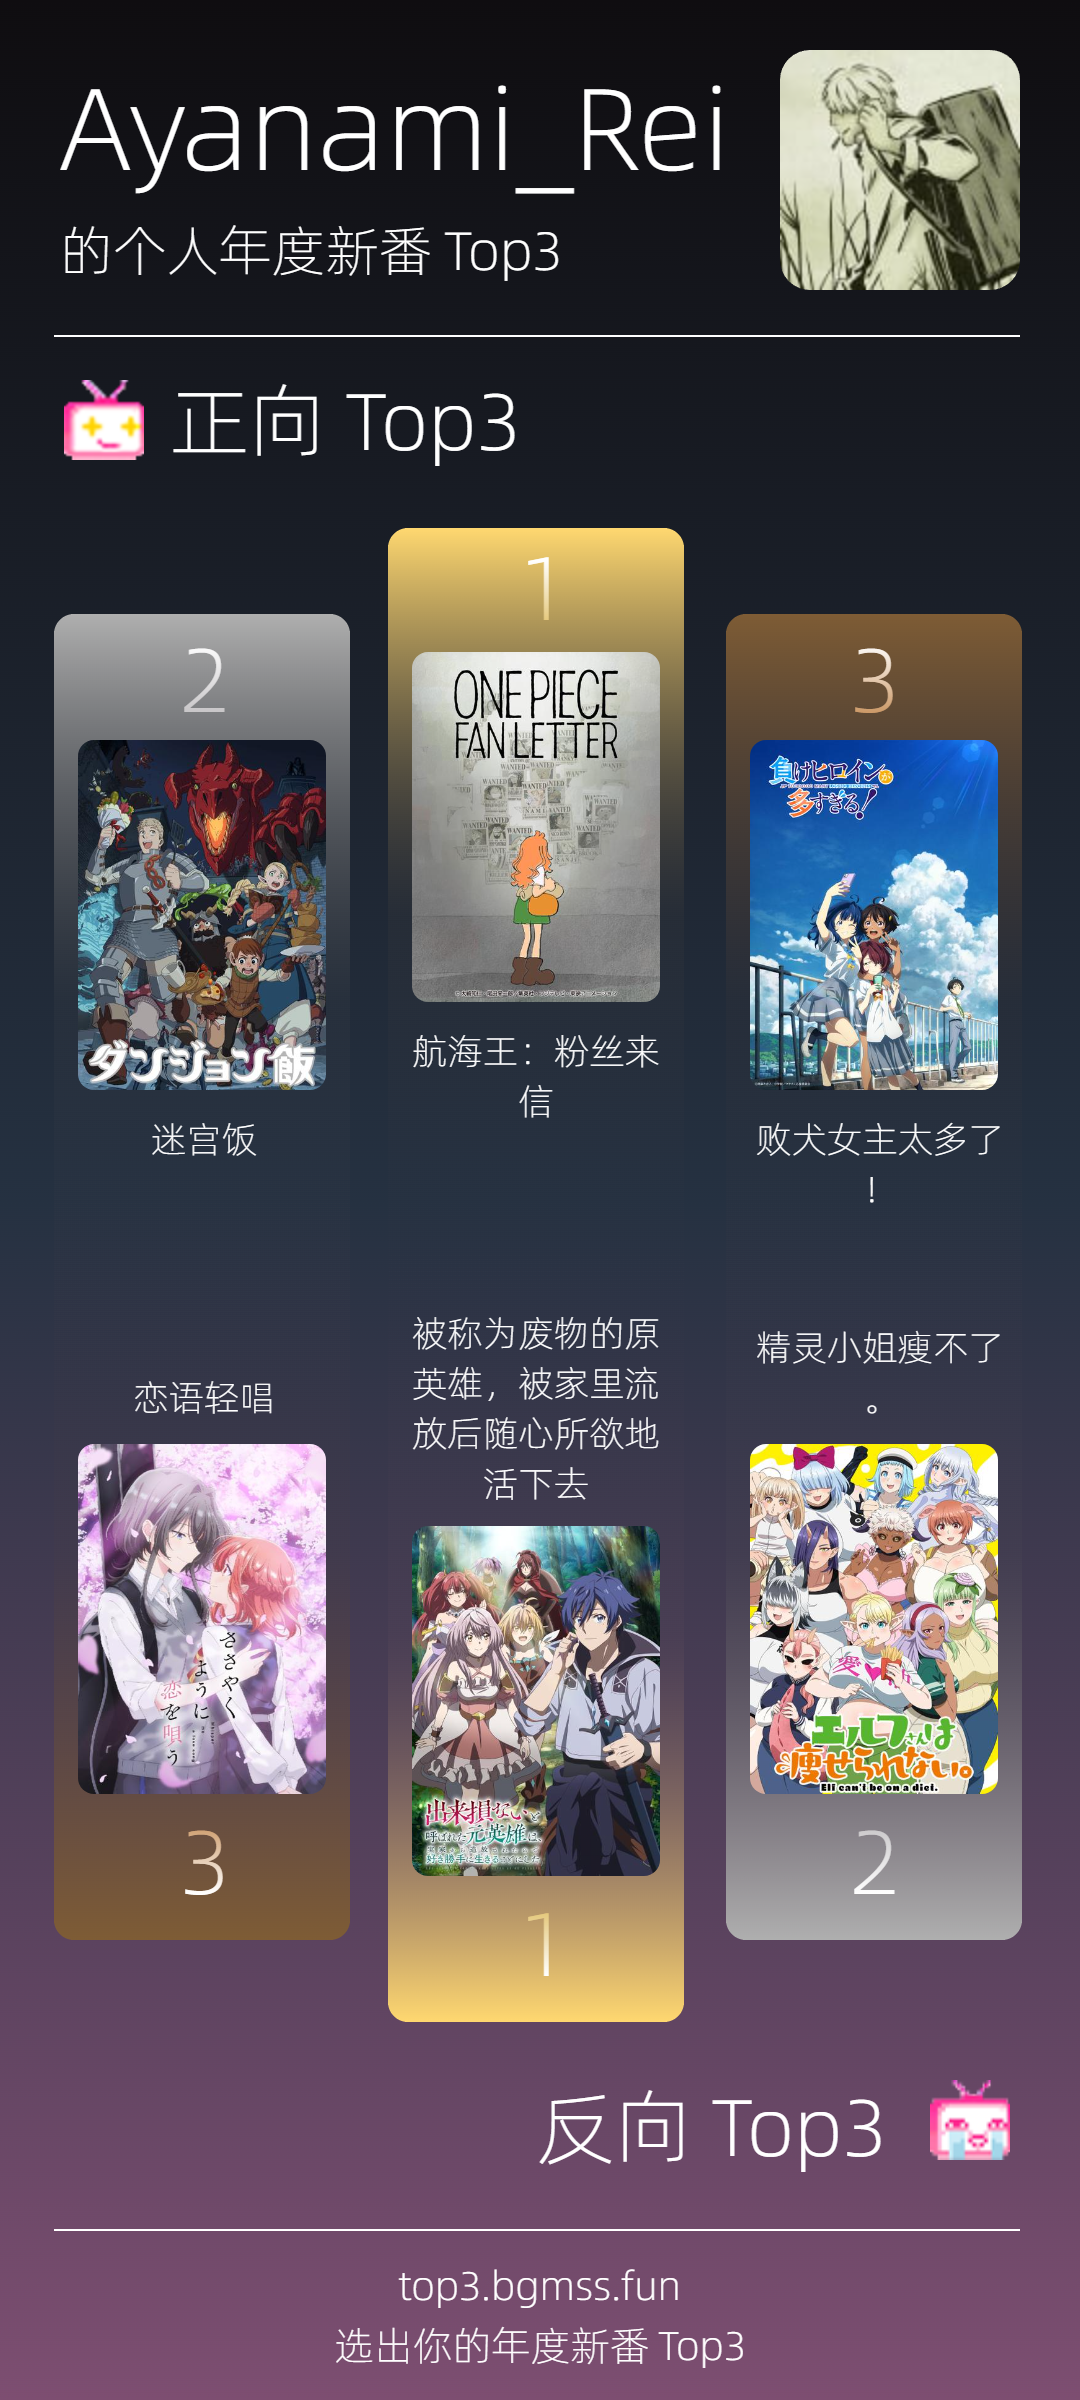 Ayanami_Rei
的个人年度新番 Top3
正向 Top3
1
ONE PIECE
FAN LETTER
航海王：粉丝来
信
2
ダンジョン飯
迷宫饭
3
負けヒロインが
多すぎる!
败犬女主太多了
！
恋语轻唱
ささやく
ように
恋を
唄う
3
被称为废物的原
英雄，被家里流
放后随心所欲地
活下去
出来損ないと
呼ばれた元英雄は、
実家から追放されたので
好き勝手に生きることにした
1
精灵小姐瘦不了
。
エルフさんは
痩せられない。
Elf can't be on a diet.
2
反向 Top3
top3.bgmss.fun
选出你的年度新番 Top3